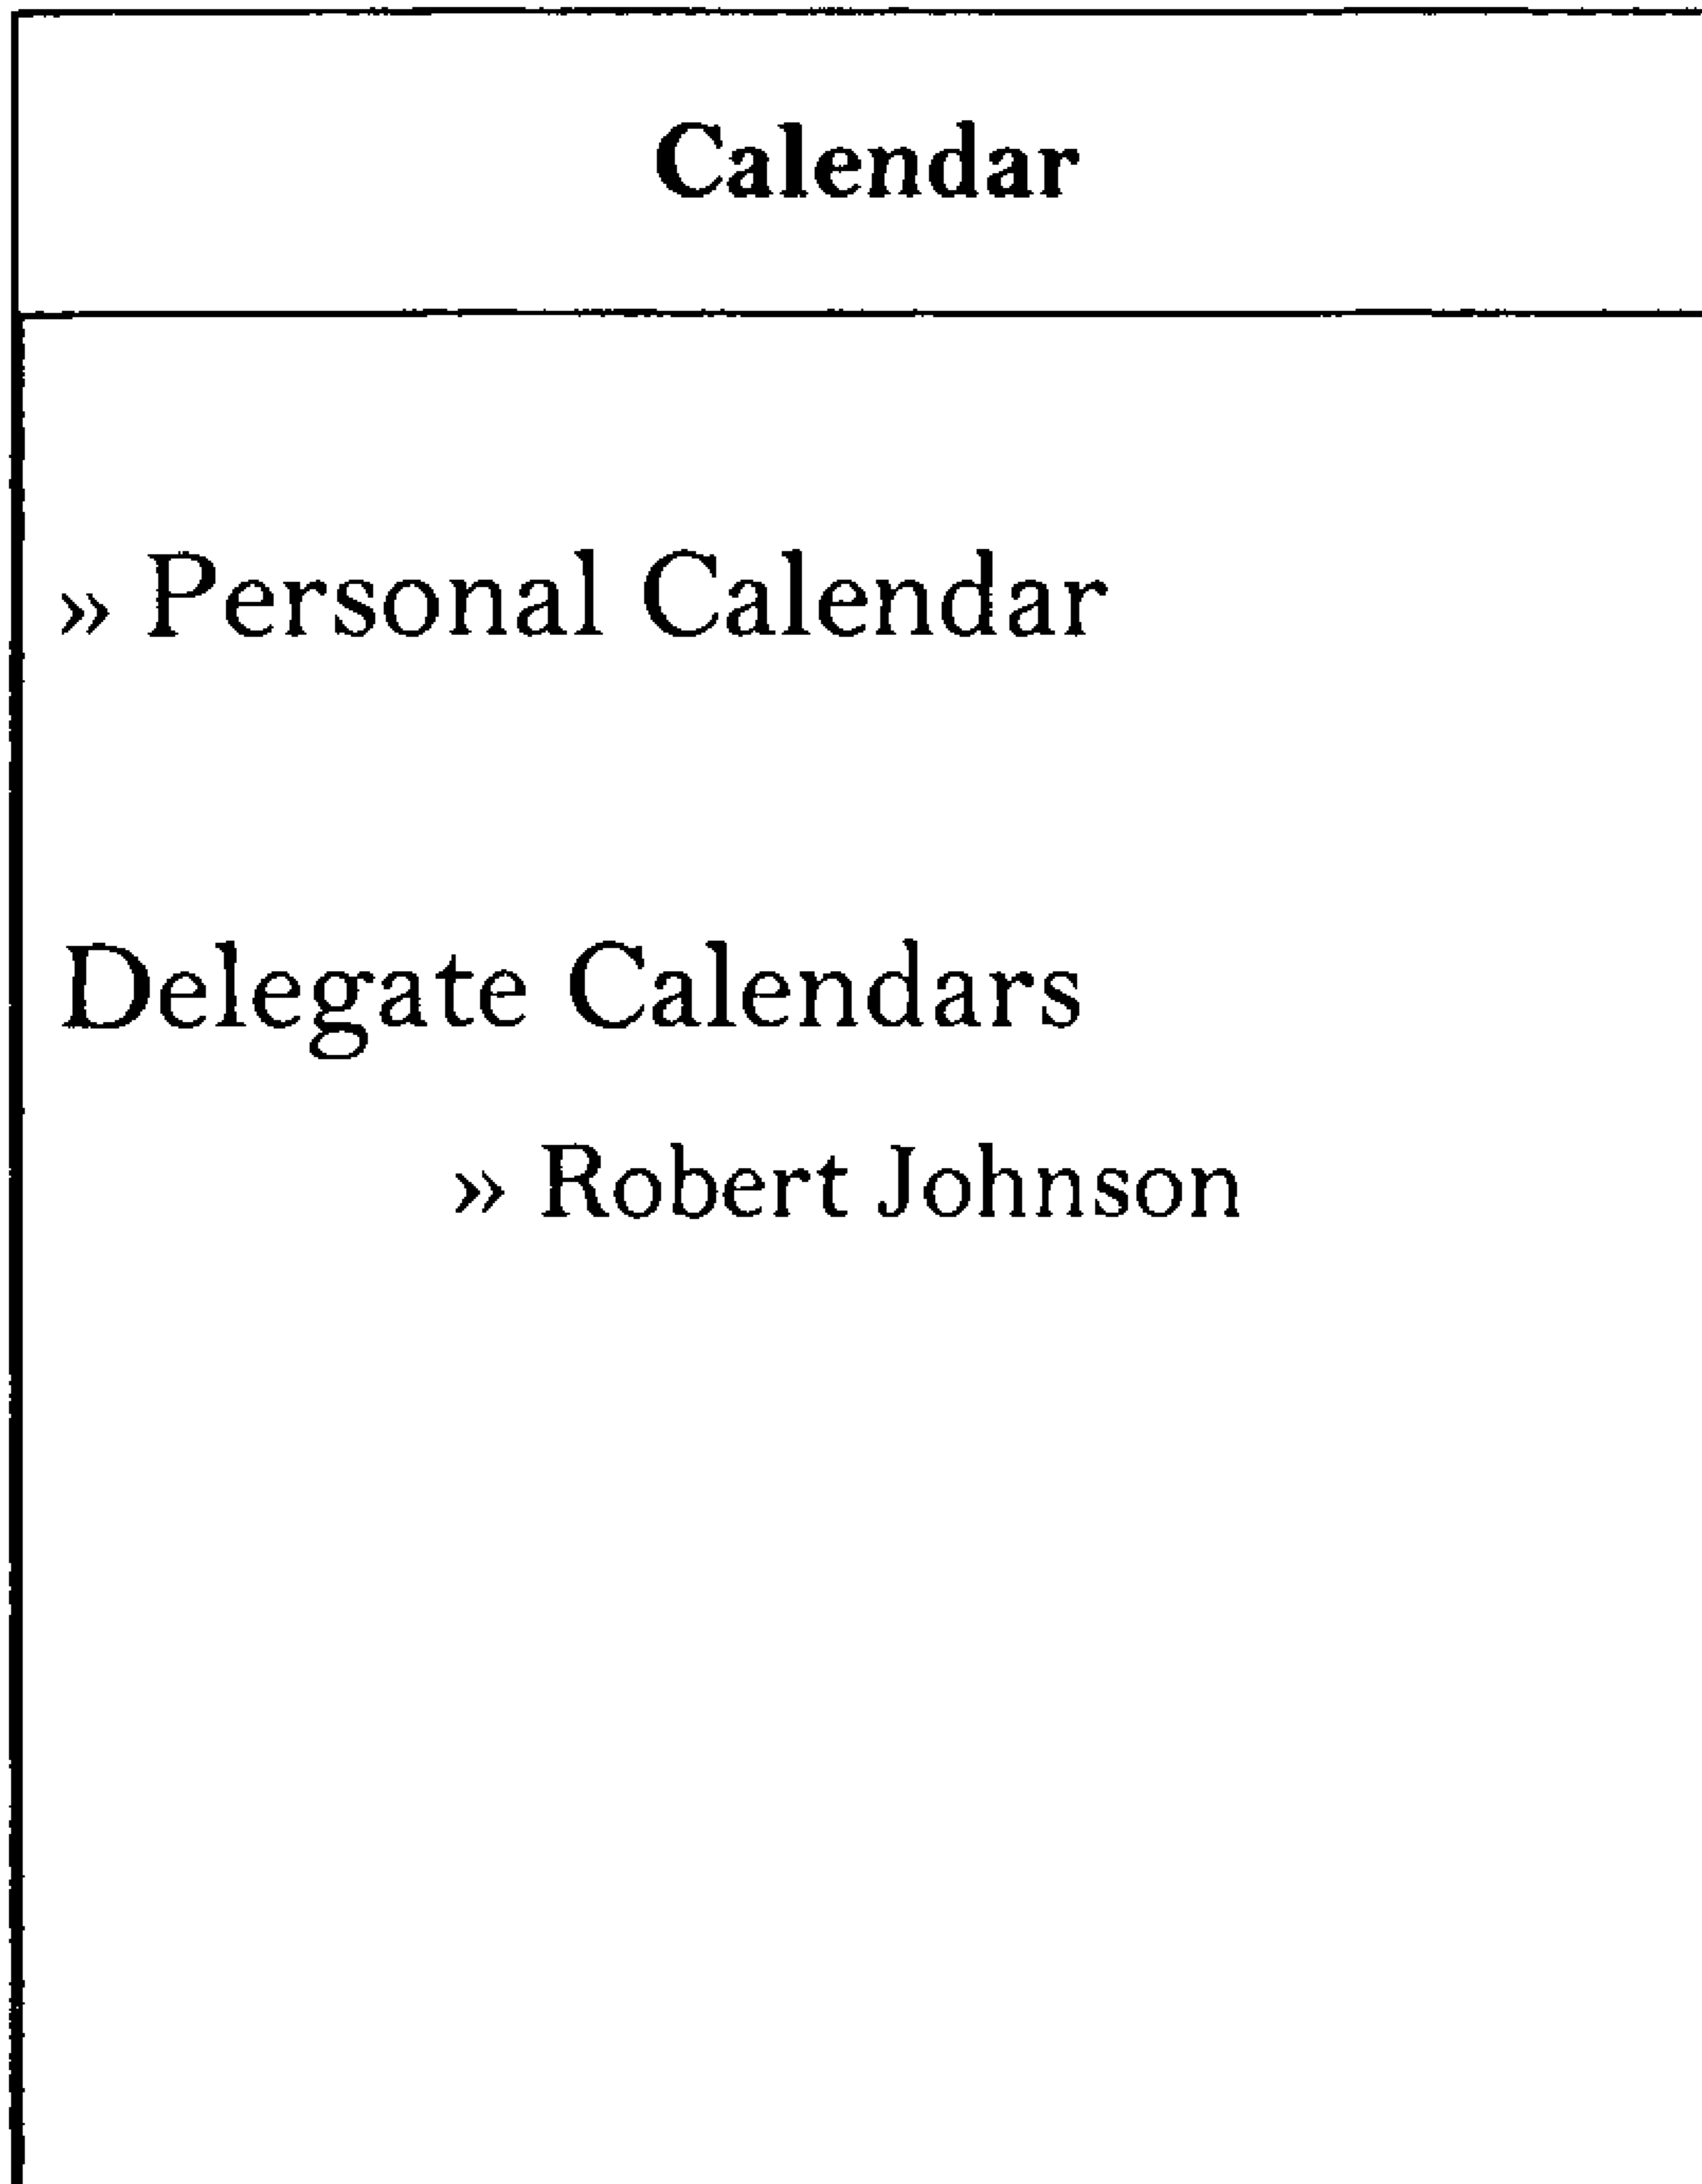 Calendar
» Personal Calendar
Delegate Calendars
» Robert Johnson